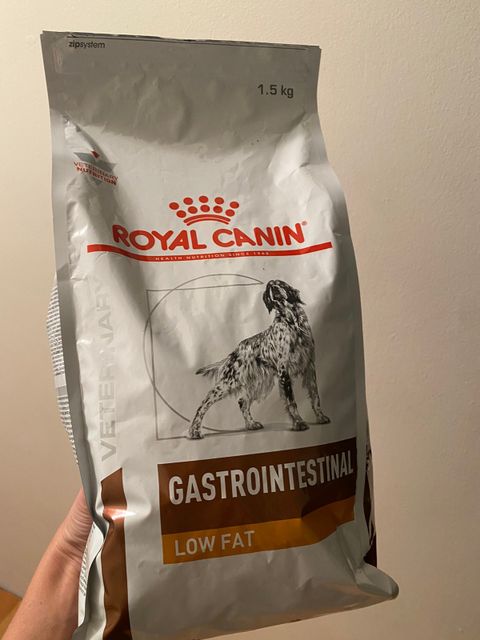 zipsystem
1.5 kg
VETERINARY
NUTRITION
ROYAL CANIN
HEALTH NUTRITION SINCE 1968
VETERINARY
GASTROINTESTINAL
LOW FAT